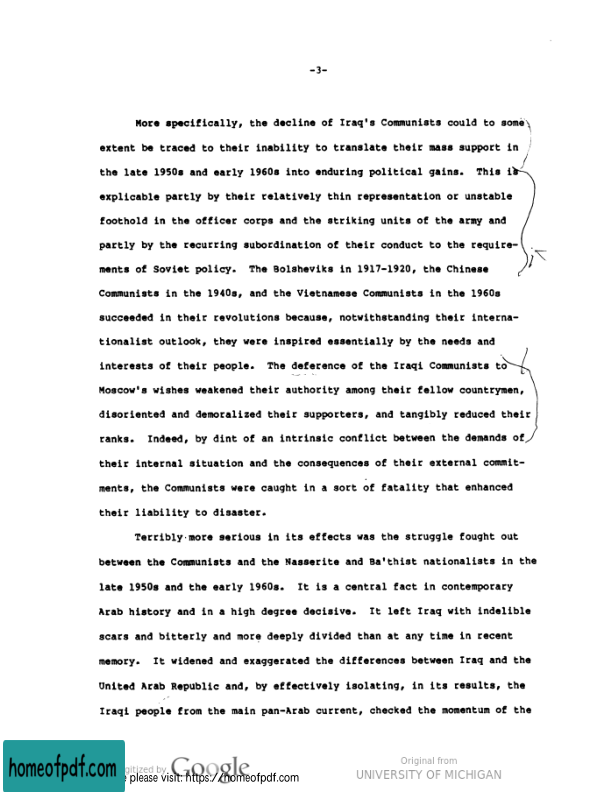 -3-
More specifically, the decline of Iraq's Communists could to some
extent be traced to their inability to translate their mass support in
the late 1950s and early 1960s into enduring political gains. This is
explicable partly by their relatively thin representation or unstable
foothold in the officer corps and the striking units of the army and
partly by the recurring subordination of their conduct to the require-
ments of Soviet policy. The Bolsheviks in 1917-1920, the Chinese
Communists in the 1940s, and the Vietnamese Communists in the 1960s
succeeded in their revolutions because, notwithstanding their interna-
tionalist outlook, they were inspired essentially by the needs and
interests of their people. The deference of the Iraqi Communists to
Moscow's wishes weakened their authority among their fellow countrymen,
disoriented and demoralized their supporters, and tangibly reduced their
ranks. Indeed, by dint of an intrinsic conflict between the demands of
their internal situation and the consequences of their external commit-
ments, the Communists were caught in a sort of fatality that enhanced
their liability to disaster.
Terribly more serious in its effects was the struggle fought out
between the Communists and the Nasserite and Ba'thist nationalists in the
late 1950s and the early 1960s. It is a central fact in contemporary
Arab history and in a high degree decisive. It left Iraq with indelible
scars and bitterly and more deeply divided than at any time in recent
memory. It widened and exaggerated the differences between Iraq and the
United Arab Republic and, by effectively isolating, in its results, the
Iraqi people from the main pan-Arab current, checked the momentum of the
homeofpdf.com
please visit: https://homeofpdf.com
Google
Original from
UNIVERSITY OF MICHIGAN